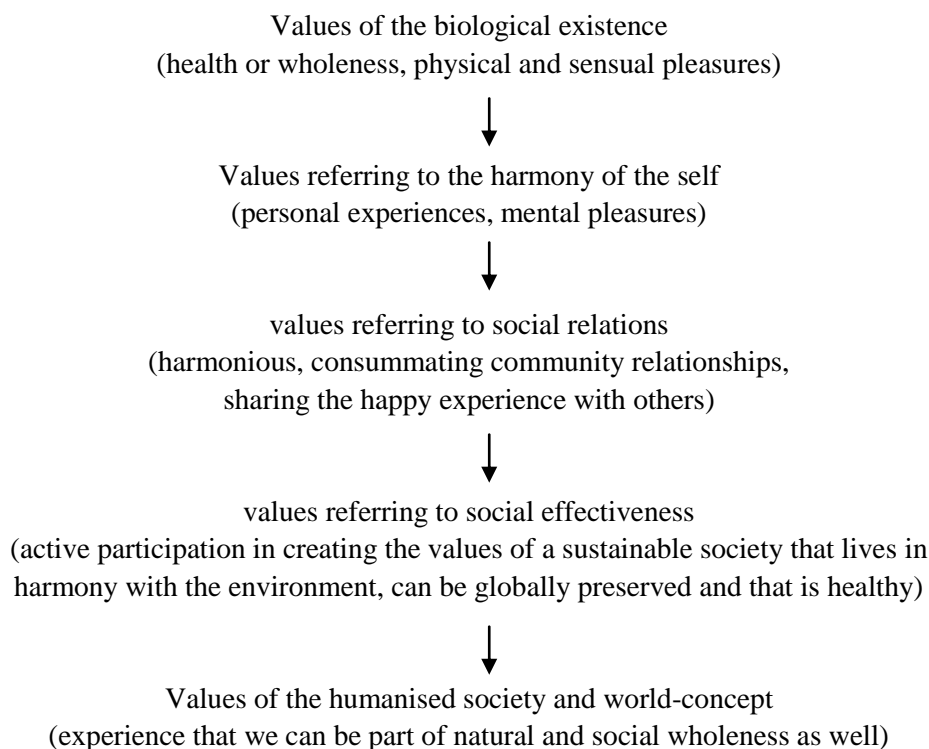 Values of the biological existence
(health or wholeness, physical and sensual pleasures)
Values referring to the harmony of the self
(personal experiences, mental pleasures)
values referring to social relations
(harmonious, consummating community relationships,
sharing the happy experience with others)
values referring to social effectiveness
(active participation in creating the values of a sustainable society that lives in
harmony with the environment, can be globally preserved and that is healthy)
Values of the humanised society and world-concept
(experience that we can be part of natural and social wholeness as well)